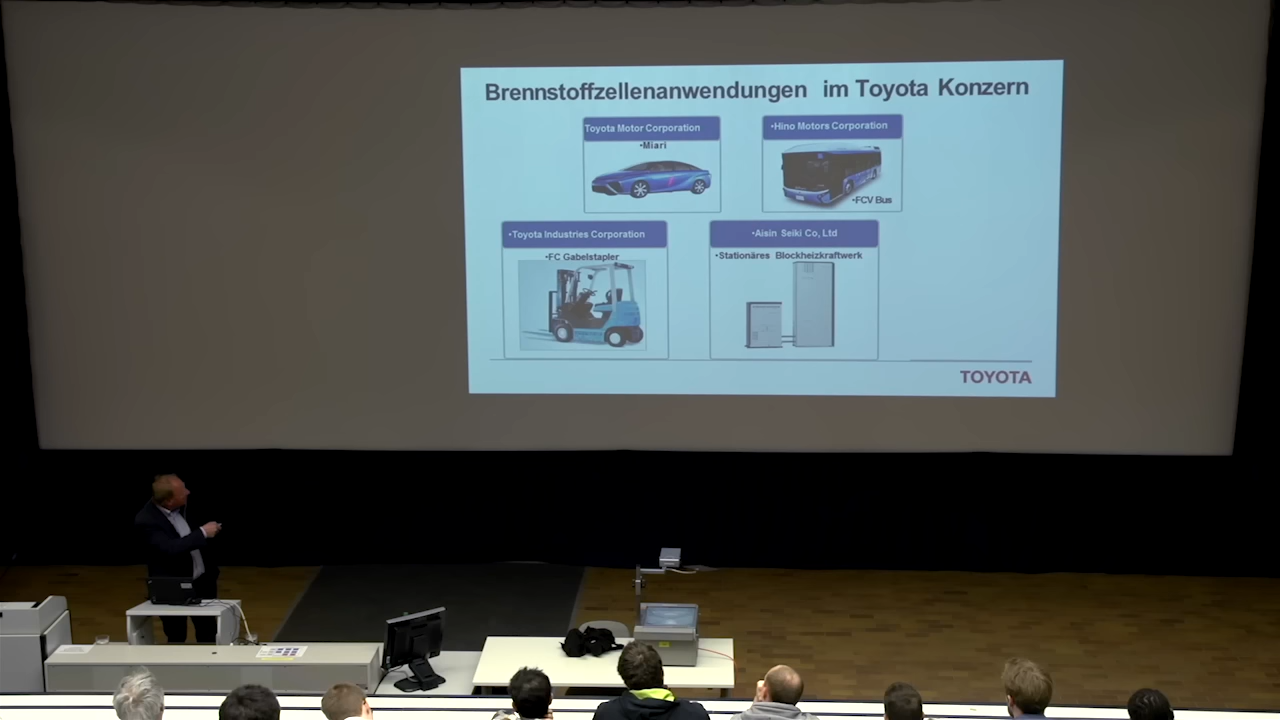 Brennstoffzellenanwendungen im Toyota Konzern
Toyota Motor Corporation
•Miari
•Hino Motors Corporation
•FCV Bus
•Toyota Industries Corporation
•FC Gabelstapler
•Aisin Seiki Co, Ltd
•Stationäres Blockheizkraftwerk
TOYOTA